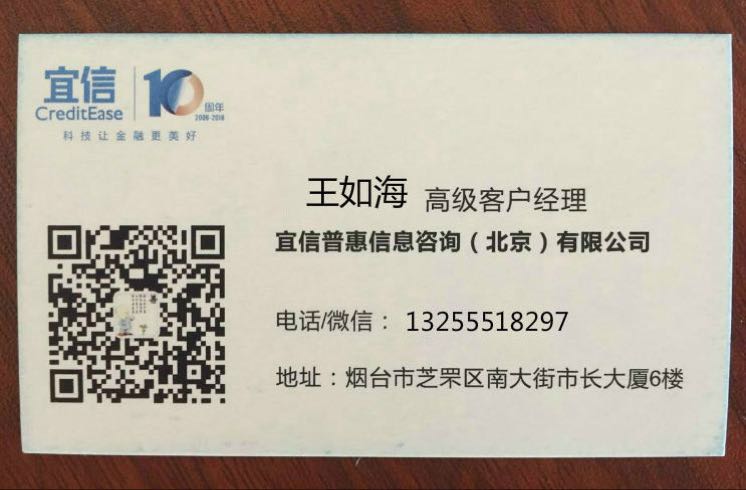 宜信
CreditEase
10周年
2006-2016
科技让金融更美好
王如海 高级客户经理
宜信普惠信息咨询（北京）有限公司
电话/微信： 13255518297
地址：烟台市芝罘区南大街市长大厦6楼